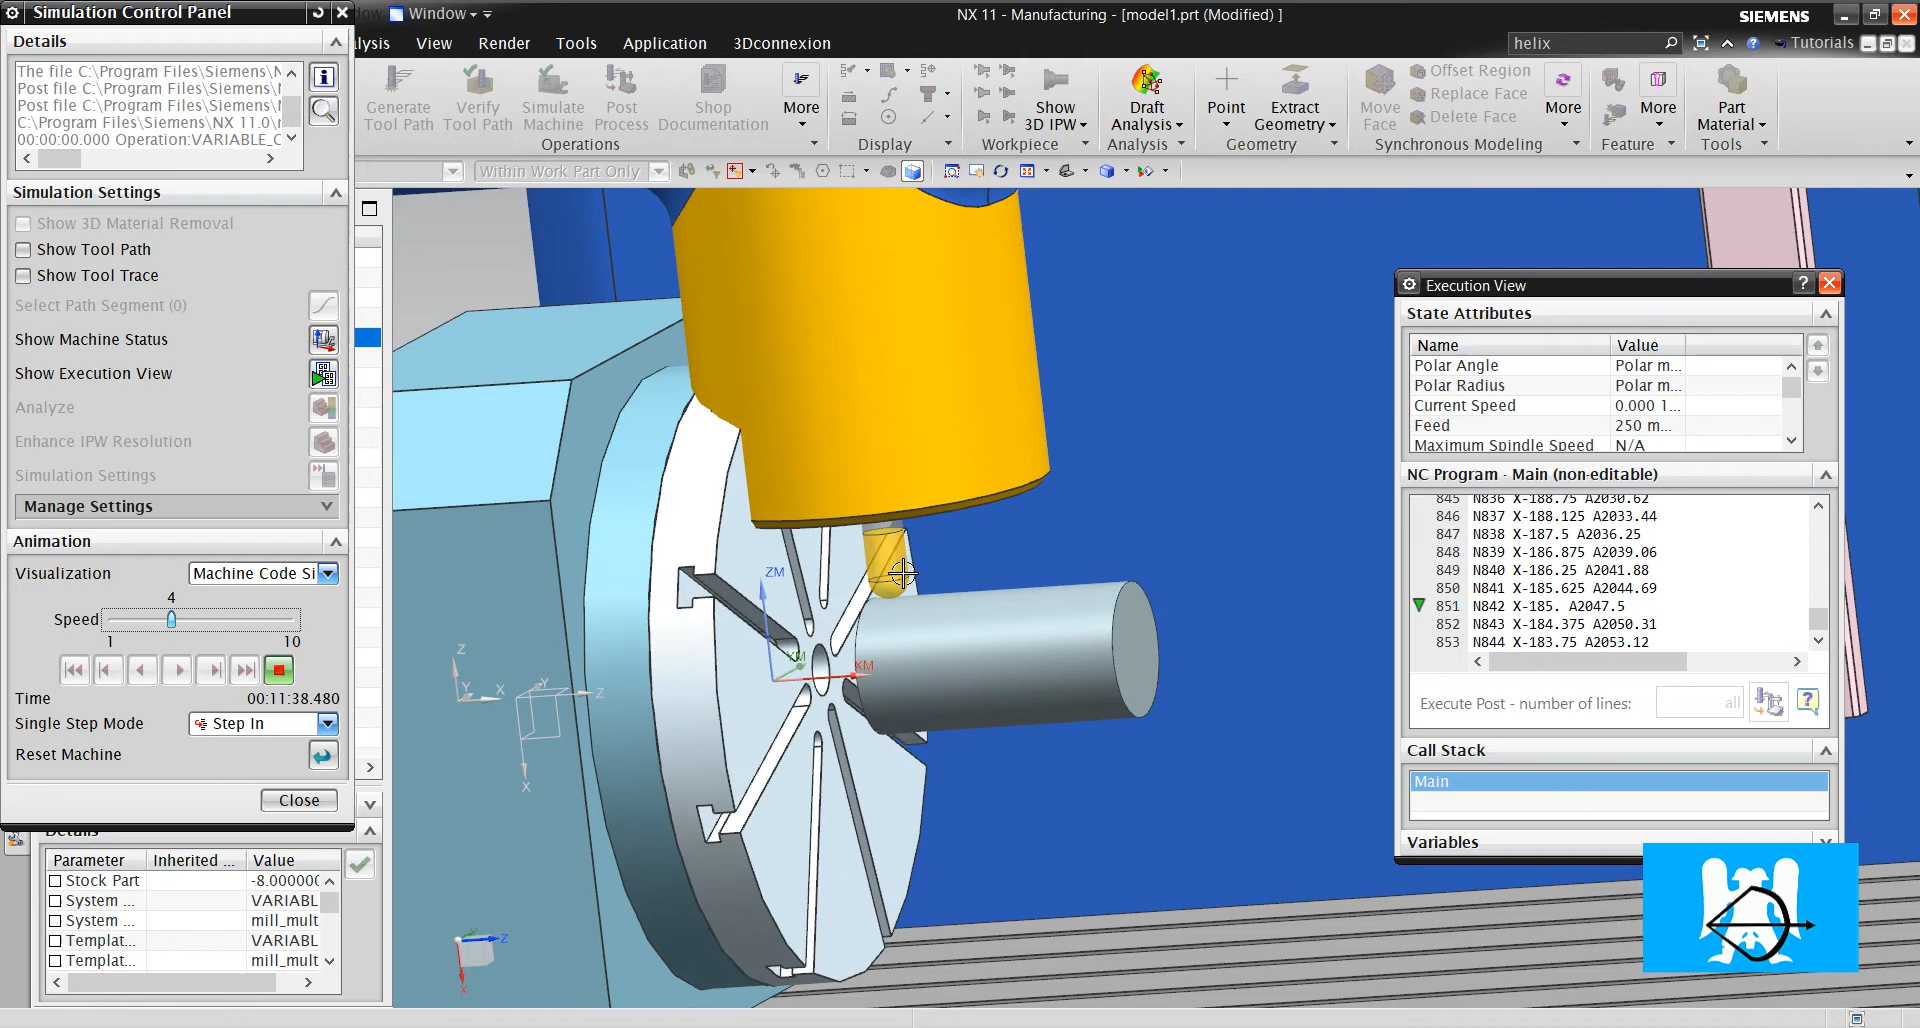 Simulation Control Panel
Window
NX 11 - Manufacturing - [model1.prt (Modified) ]
SIEMENS
Details
alysis
View
Render
Tools
Application
3Dconnexion
helix
Tutorials
The file C:\Program Files\Siemens\N
Post file C:\Program Files\Siemens\
Post file C:\Program Files\Siemens\
C:\Program Files\Siemens\NX 11.0\
00:00:00.000 Operation:VARIABLE_C
Generate Tool Path
Verify Tool Path
Simulate Machine
Post Process
Shop Documentation
More
Operations
Display
Show 3D IPW
Workpiece
Draft Analysis
Analysis
Point
Extract Geometry
Geometry
Move Face
Offset Region
Replace Face
Delete Face
More
Synchronous Modeling
More
Feature
Part Material
Tools
Within Work Part Only
Simulation Settings
Show 3D Material Removal
Show Tool Path
Show Tool Trace
Select Path Segment (0)
Show Machine Status
Show Execution View
Analyze
Enhance IPW Resolution
Simulation Settings
Manage Settings
Animation
Visualization
Machine Code Si
4
Speed
1
10
Time
00:11:38.480
Single Step Mode
Step In
Reset Machine
Close
Details
Parameter Inherited ... Value
Stock Part -8.00000
System ... VARIABL
System ... mill_mult
Templat... VARIABL
Templat... mill_mult
ZM
YM
XM
Z
Y
X
Y
Z
X
Z
X
Execution View
State Attributes
Name Value
Polar Angle Polar m...
Polar Radius Polar m...
Current Speed 0.000 1...
Feed 250 m...
Maximum Spindle Speed N/A
NC Program - Main (non-editable)
845 N836 X-188.75 A2030.62
846 N837 X-188.125 A2033.44
847 N838 X-187.5 A2036.25
848 N839 X-186.875 A2039.06
849 N840 X-186.25 A2041.88
850 N841 X-185.625 A2044.69
851 N842 X-185. A2047.5
852 N843 X-184.375 A2050.31
853 N844 X-183.75 A2053.12
Execute Post - number of lines:
all
Call Stack
Main
Variables